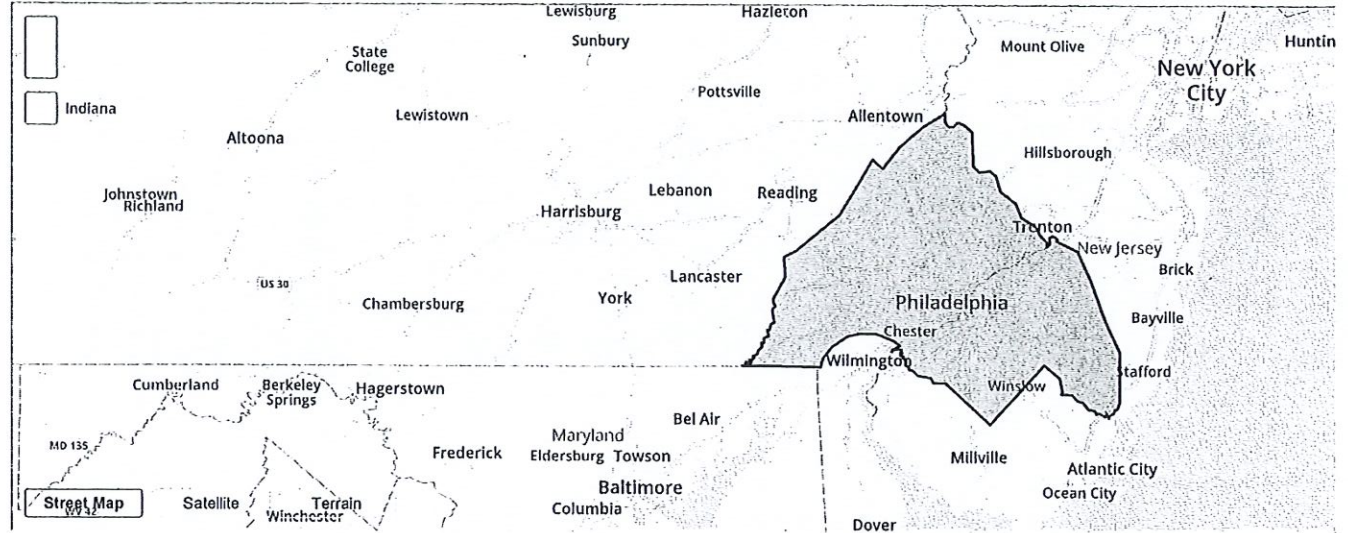 Lewisburg
Hazleton
Sunbury
Mount Olive
Huntin
State
College
New York
City
Pottsville
Indiana
Lewistown
Allentown
Altoona
Hillsborough
Johnstown
Richland
Lebanon
Reading
Harrisburg
Trenton
New Jersey
Brick
Lancaster
US 30
York
Chambersburg
Philadelphia
Bayville
Chester
Wilmington
Stafford
Cumberland
Berkeley
Springs
Hagerstown
Winslow
Bel Air
MD 135
Maryland
Frederick
Eldersburg
Towson
Millville
Atlantic City
Baltimore
Ocean City
Street Map
Satellite
Terrain
Columbia
WV 42
Winchester
Dover